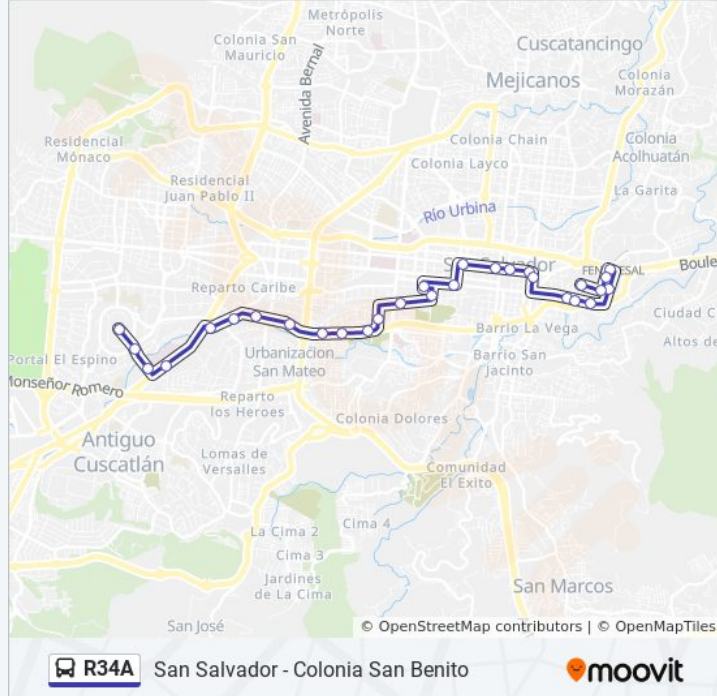 Metrópolis
Norte
Colonia San
Mauricio
Cuscatancingo
Avenida Bernal
Mejicanos
Colonia
Morazán
Residencial
Mónaco
Colonia Chain
Colonia
Acolhuatán
Colonia Layco
Residencial
Juan Pablo II
La Garita
Río Urbina
San Salvador
FENADESAL
Boule
Reparto Caribe
Ciudad C
Barrio La Vega
Altos de
Portal El Espino
Urbanizacion
San Mateo
Barrio San
Jacinto
Monseñor Romero
Reparto
los Heroes
Colonia Dolores
Antiguo
Cuscatlán
Lomas de
Versalles
Comunidad
El Exito
La Cima 2
Cima 4
Cima 3
Jardines
de La Cima
San Marcos
San José
© OpenStreetMap contributors | © OpenMapTiles
R34A San Salvador - Colonia San Benito
moovit